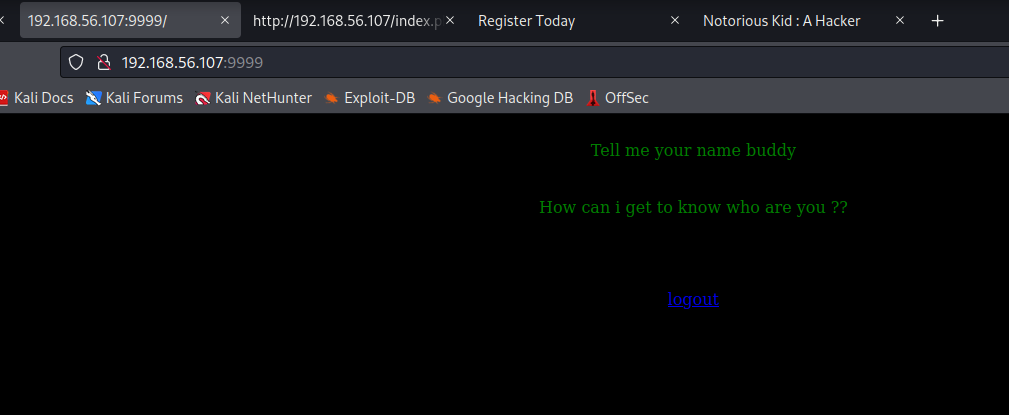 192.168.56.107:9999/
http://192.168.56.107/index.p
Register Today
Notorious Kid : A Hacker
192.168.56.107:9999
Kali Docs
Kali Forums
Kali NetHunter
Exploit-DB
Google Hacking DB
OffSec
Tell me your name buddy
How can i get to know who are you ??
logout